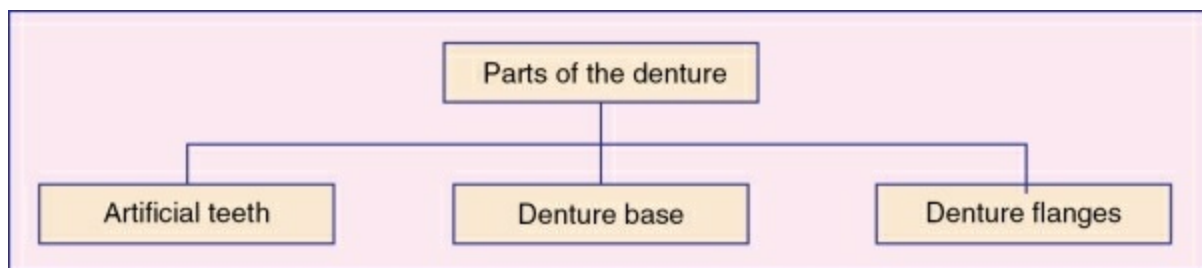 Parts of the denture
Artificial teeth
Denture base
Denture flanges